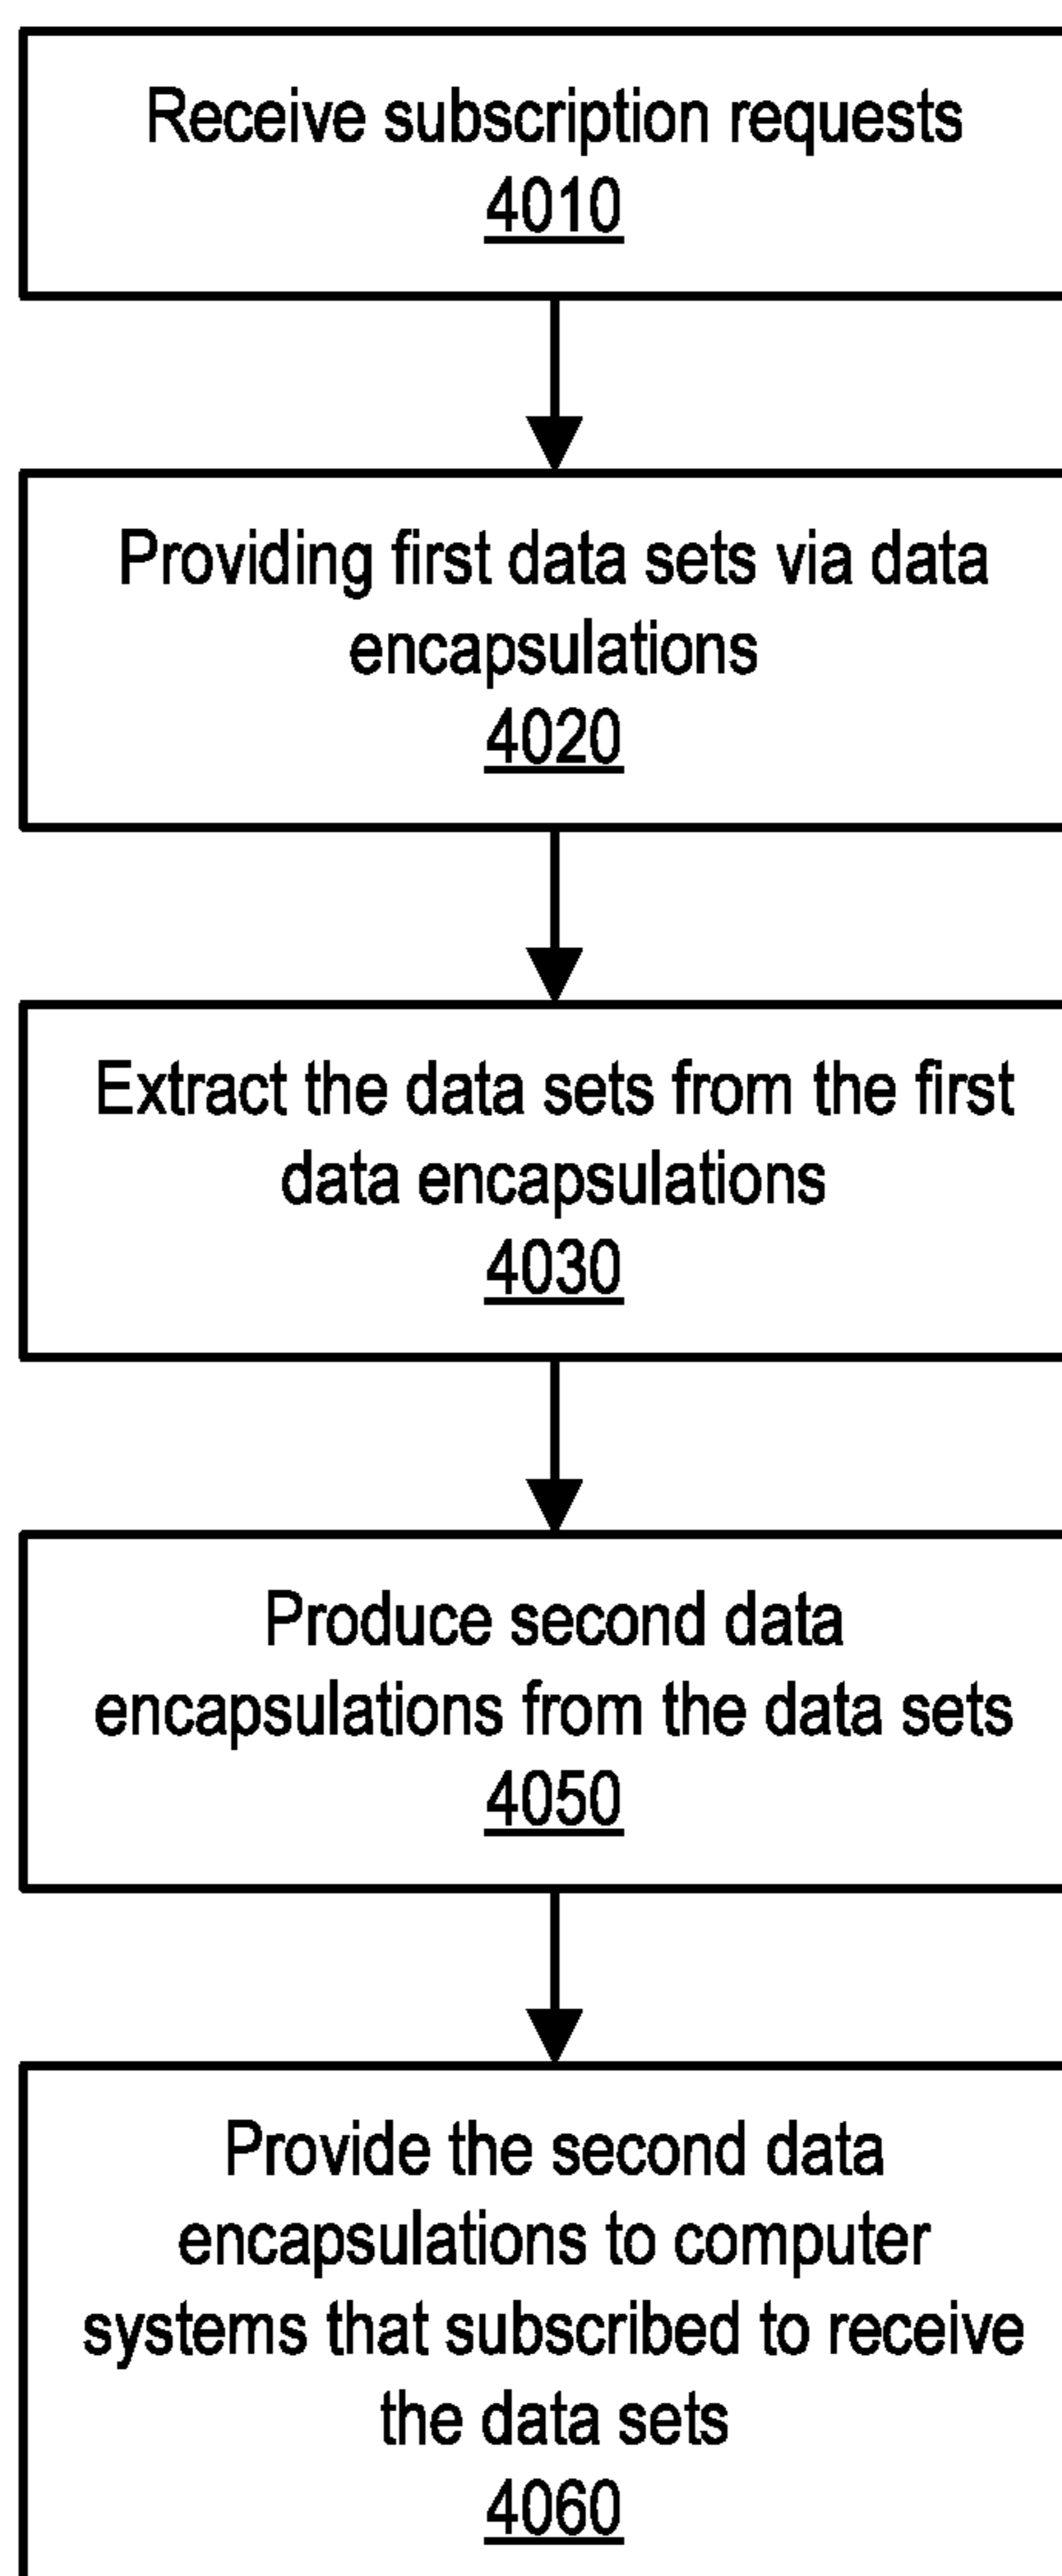 Receive subscription requests
4010
Providing first data sets via data
encapsulations
4020
Extract the data sets from the first
data encapsulations
4030
Produce second data
encapsulations from the data sets
4050
Provide the second data
encapsulations to computer
systems that subscribed to receive
the data sets
4060